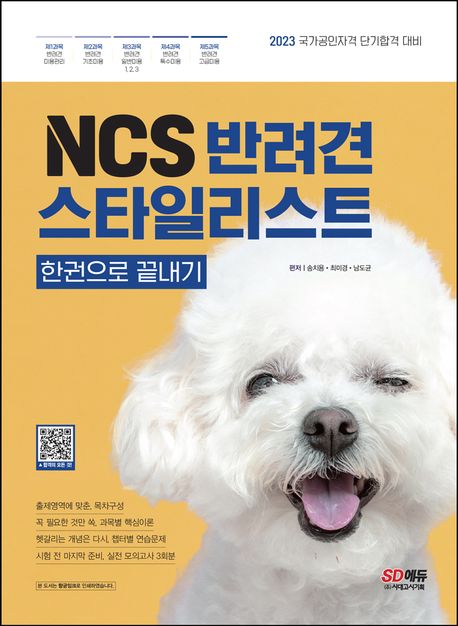 제1과목
반려견
미용관리
제2과목
반려견
기초미용
제3과목
반려견
일반미용
1, 2, 3
제4과목
반려견
특수미용
제5과목
반려견
고급미용
2023 국가공인자격 단기합격 대비
NCS 반려견
스타일리스트
한권으로 끝내기
편저 | 송치용 • 최미경 • 남도균
▲ 합격의 모든 것!
출제영역에 맞춘, 목차구성
꼭 필요한 것만 쏙, 과목별 핵심이론
헷갈리는 개념은 다시, 챕터별 연습문제
시험 전 마지막 준비, 실전 모의고사 3회분
본 도서는 항균잉크로 인쇄하였습니다.
SD에듀
㈜시대고시기획